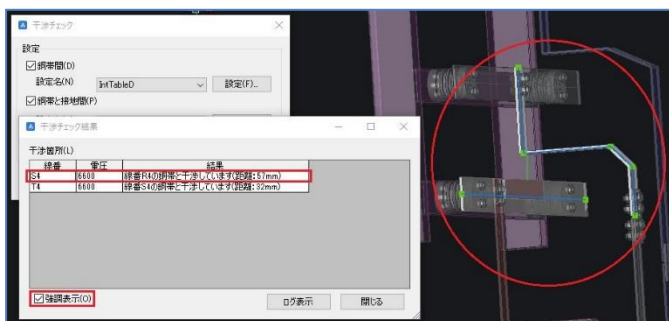 干渉チェック
設定
銅帯間(D)
設定名(N) IntTableD 設定(F)...
銅帯と接地間(P)
干渉チェック結果
干渉箇所(L)
線番 電圧 結果
S4 6600 線番R4の銅帯と干渉しています(距離:57mm)
T4 6600 線番S4の銅帯と干渉しています(距離:32mm)
強調表示(O) ログ表示 閉じる